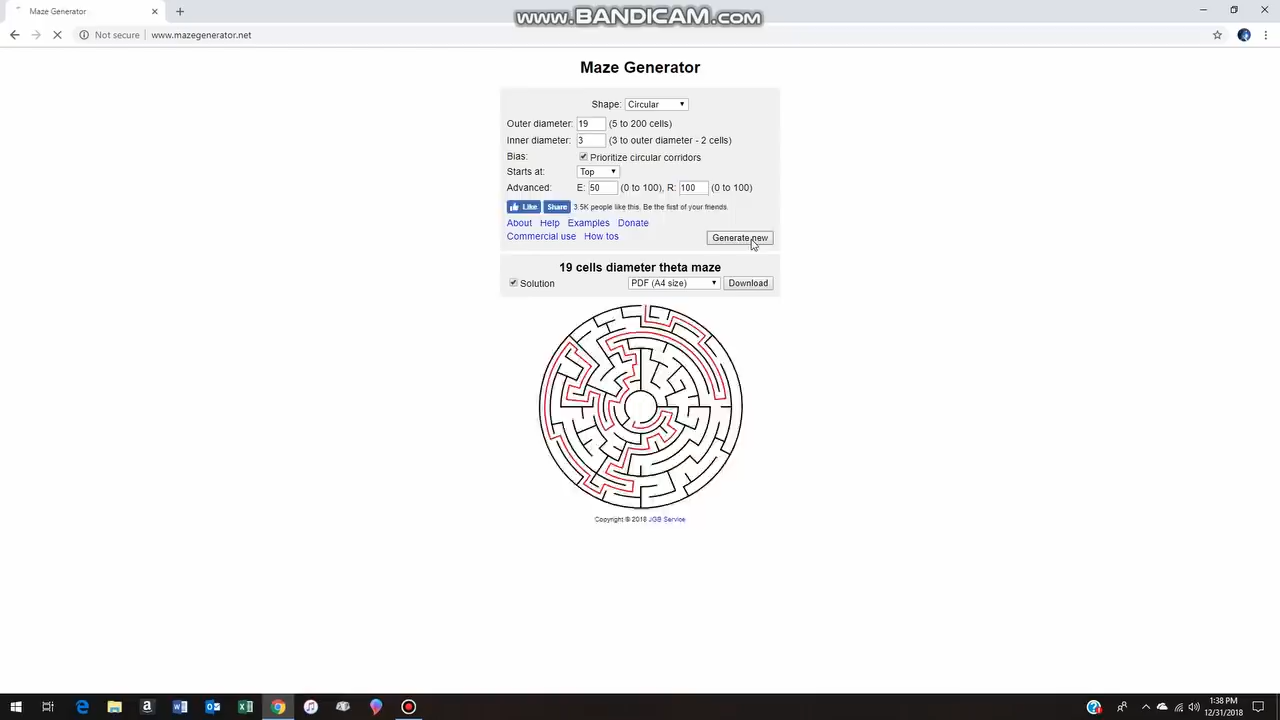 Maze Generator
www.BANDICAM.com
Not secure
www.mazegenerator.net
Maze Generator
Shape: Circular
Outer diameter: 19 (5 to 200 cells)
Inner diameter: 3 (3 to outer diameter - 2 cells)
Bias: Prioritize circular corridors
Starts at: Top
Advanced: E: 50 (0 to 100), R: 100 (0 to 100)
Like Share 3.5K people like this. Be the first of your friends.
About Help Examples Donate
Commercial use How tos Generate new
19 cells diameter theta maze
Solution PDF (A4 size) Download
Copyright © 2018 JGB Service
1:38 PM
12/31/2018